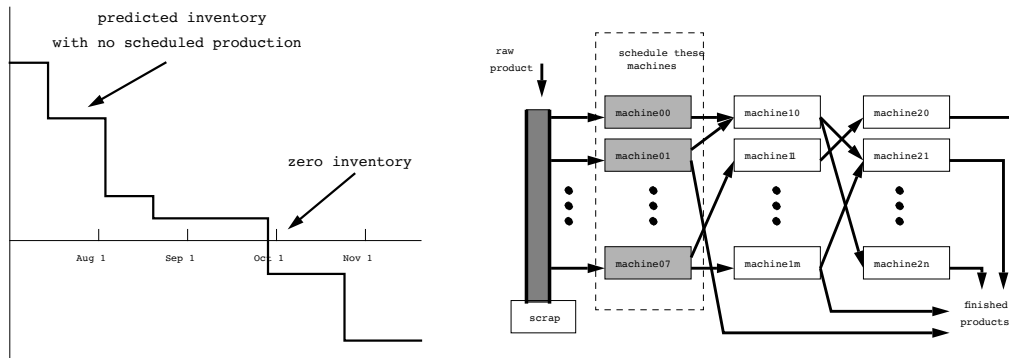 predicted inventory
with no scheduled production
zero inventory
Aug 1
Sep 1
Oct 1
Nov 1
raw
product
schedule these
machines
machine00
machine10
machine20
machine01
machine11
machine21
machine07
machine1m
machine2n
scrap
finished
products